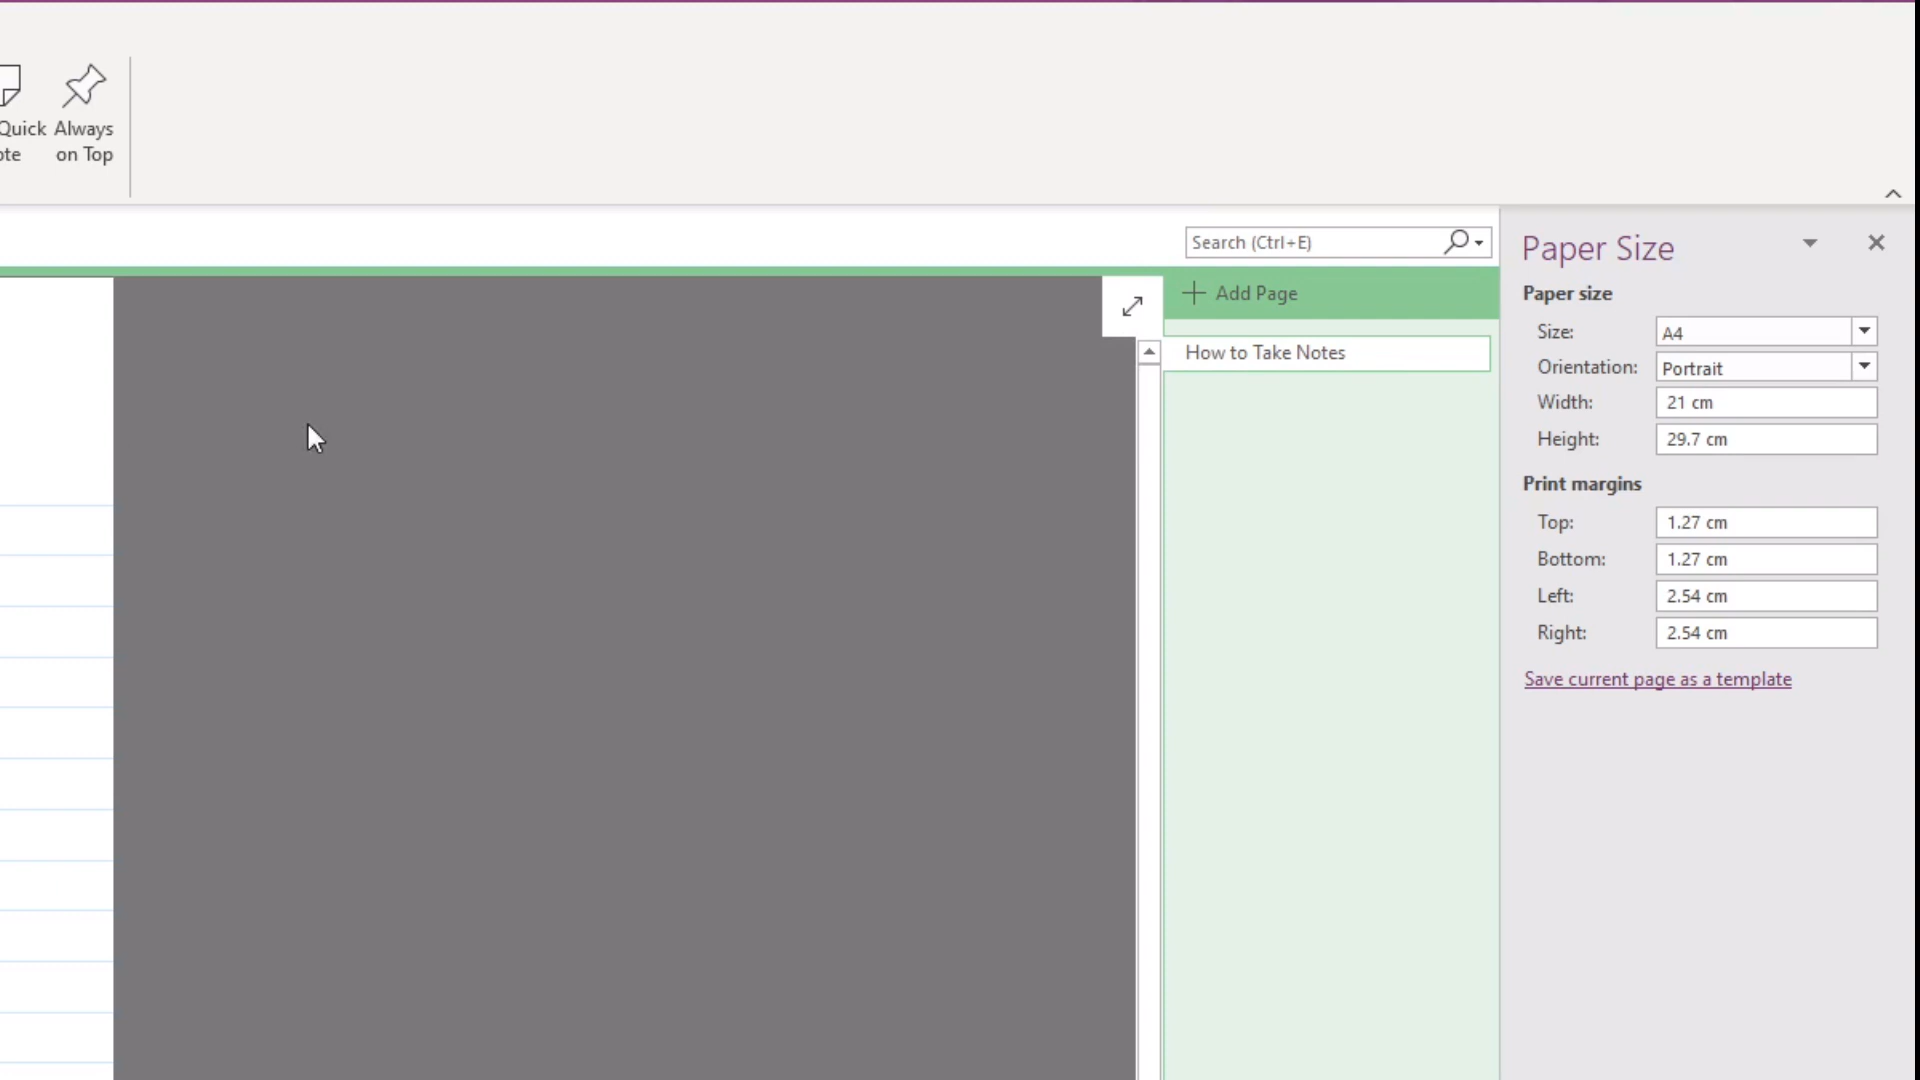 Quick Always
ote on Top
Search (Ctrl+E)
Add Page
How to Take Notes
Paper Size
Paper size
Size: A4
Orientation: Portrait
Width: 21 cm
Height: 29.7 cm
Print margins
Top: 1.27 cm
Bottom: 1.27 cm
Left: 2.54 cm
Right: 2.54 cm
Save current page as a template